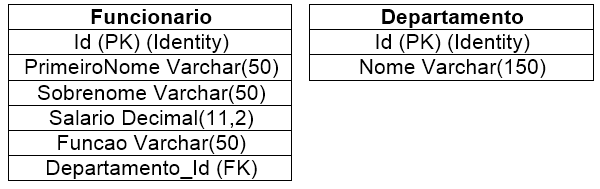 Funcionario
Id (PK) (Identity)
PrimeiroNome Varchar(50)
Sobrenome Varchar(50)
Salario Decimal(11,2)
Funcao Varchar(50)
Departamento_Id (FK)
Departamento
Id (PK) (Identity)
Nome Varchar(150)